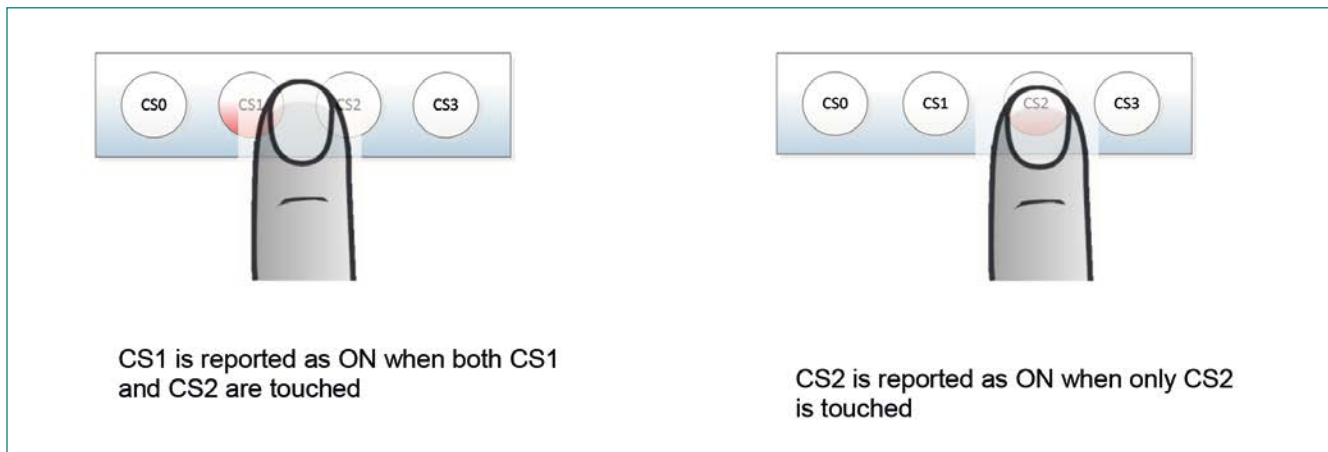 CS0
CS1
CS2
CS3
CS1 is reported as ON when both CS1
and CS2 are touched
CS0
CS1
CS2
CS3
CS2 is reported as ON when only CS2
is touched